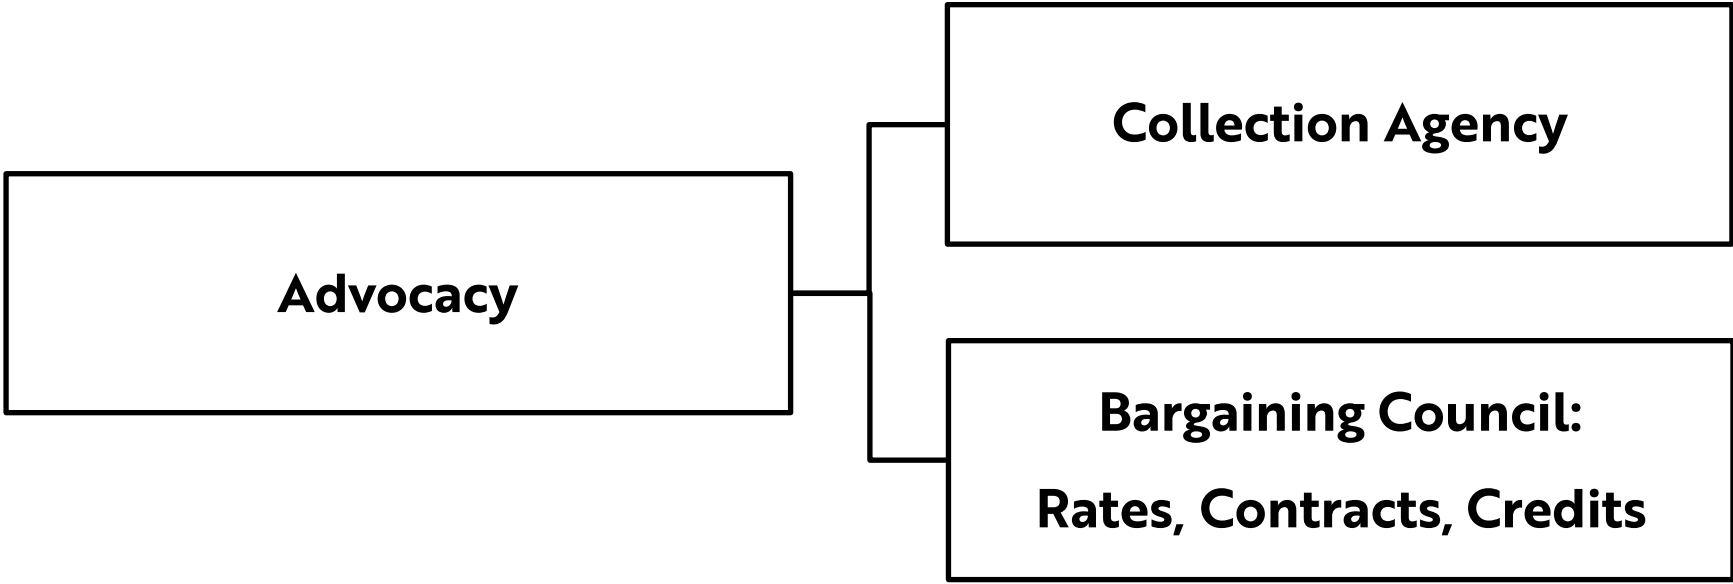 Advocacy
Collection Agency
Bargaining Council:
Rates, Contracts, Credits